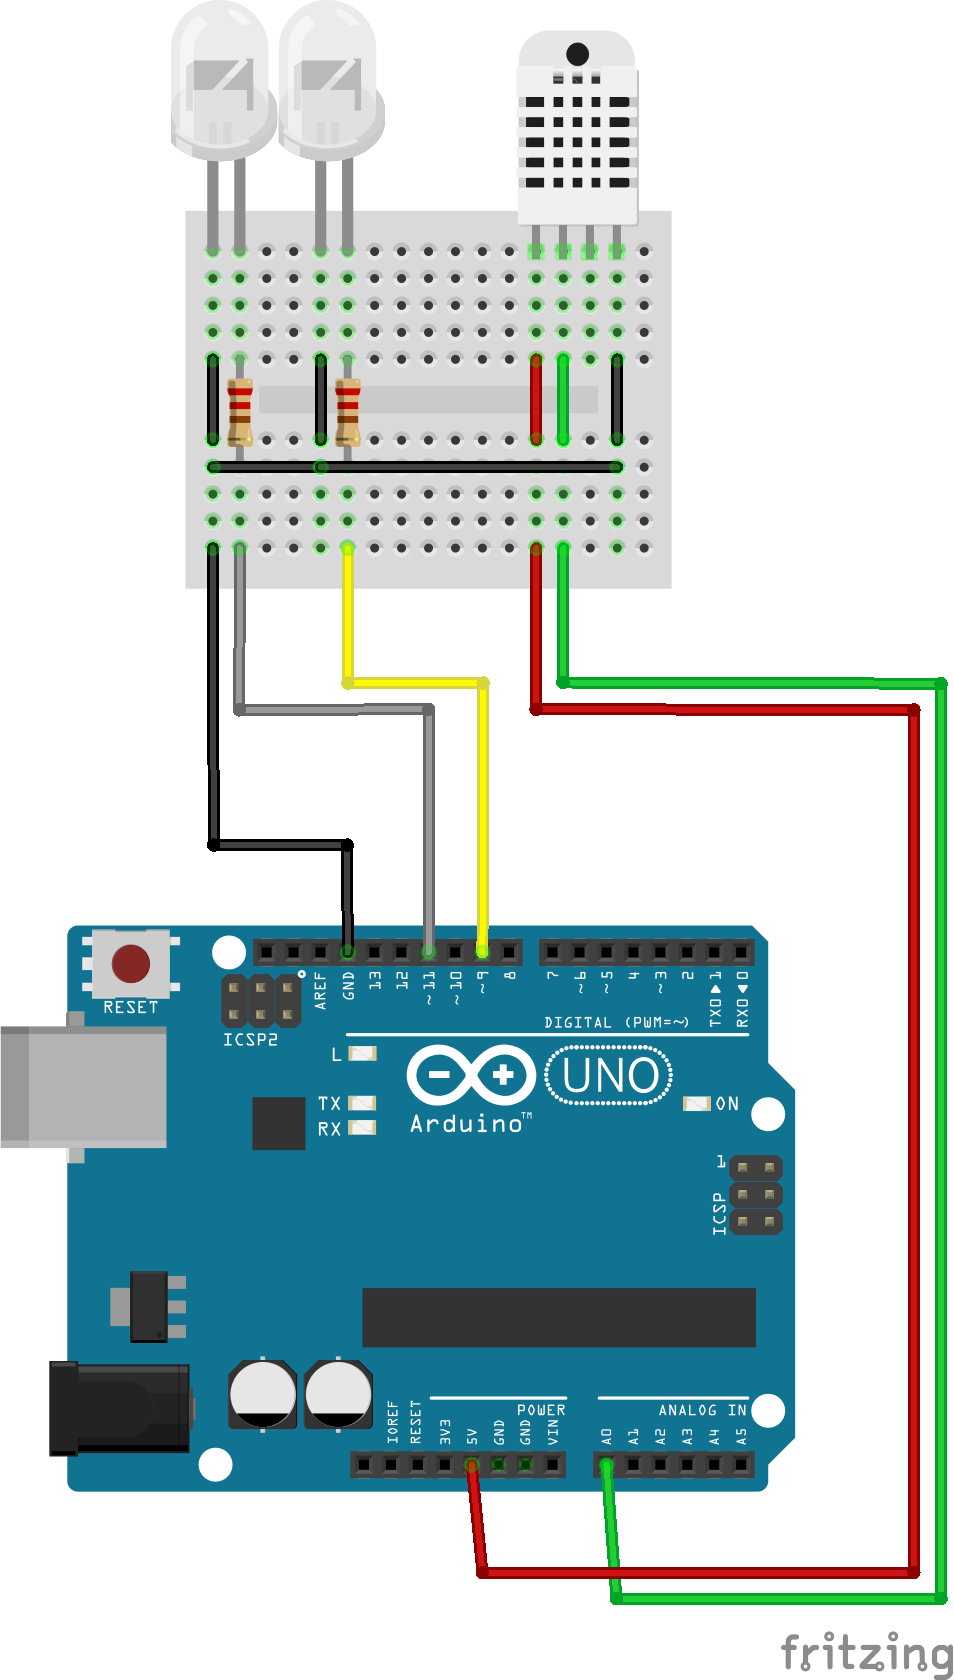 RESET
ICSP2
AREF
GND
13
12
~11
~10
~9
8
7
~6
~5
4
~3
2
TX0▶1
RX0◀0
DIGITAL (PWM=~)
L
TX
RX
Arduino™
UNO
ON
1
ICSP
POWER
ANALOG IN
IOREF
RESET
3V3
5V
GND
GND
VIN
A0
A1
A2
A3
A4
A5
fritzing